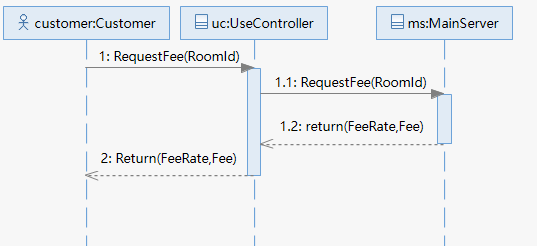 customer:Customer
uc:UseController
ms:MainServer
1: RequestFee(RoomId)
1.1: RequestFee(RoomId)
1.2: return(FeeRate,Fee)
2: Return(FeeRate,Fee)